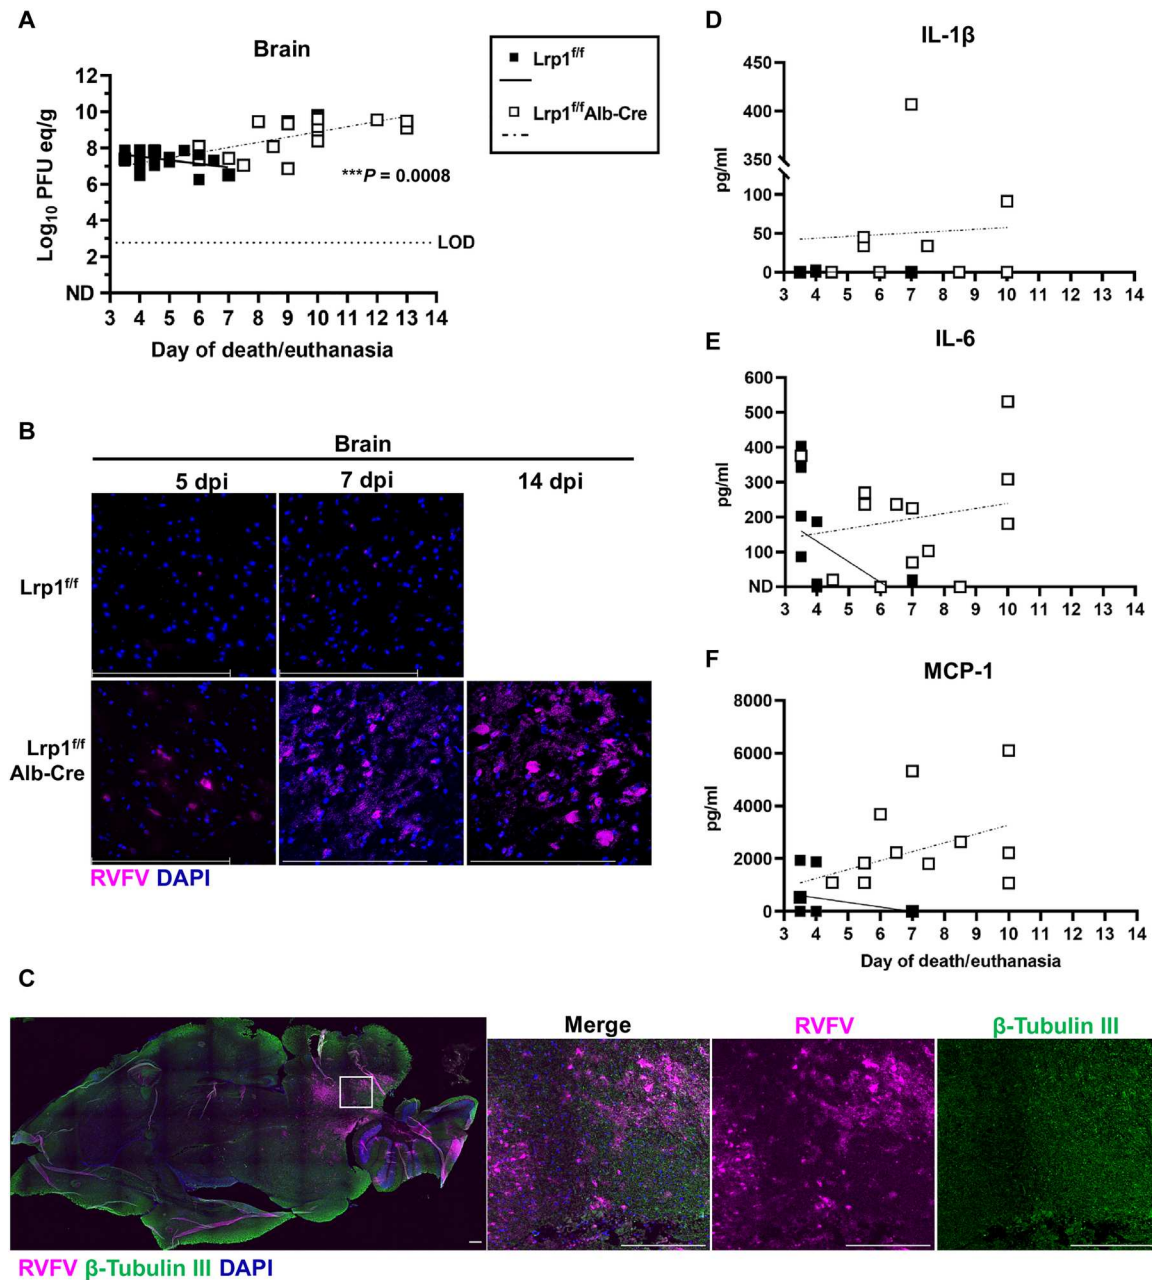 A
Brain
12
10
8
6
4
2
ND
Log10 PFU eq/g
***P = 0.0008
LOD
3 4 5 6 7 8 9 10 11 12 13 14
Day of death/euthanasia
Lrp1f/f
Lrp1f/fAlb-Cre
B
Brain
5 dpi 7 dpi 14 dpi
Lrp1f/f
Lrp1f/f
Alb-Cre
RVFV DAPI
D
IL-1β
450
400
350
100
50
0
pg/ml
3 4 5 6 7 8 9 10 11 12 13 14
E
IL-6
600
500
400
300
200
100
ND
pg/ml
3 4 5 6 7 8 9 10 11 12 13 14
F
MCP-1
8000
6000
4000
2000
0
pg/ml
3 4 5 6 7 8 9 10 11 12 13 14
Day of death/euthanasia
C
Merge RVFV β-Tubulin III
RVFV β-Tubulin III DAPI